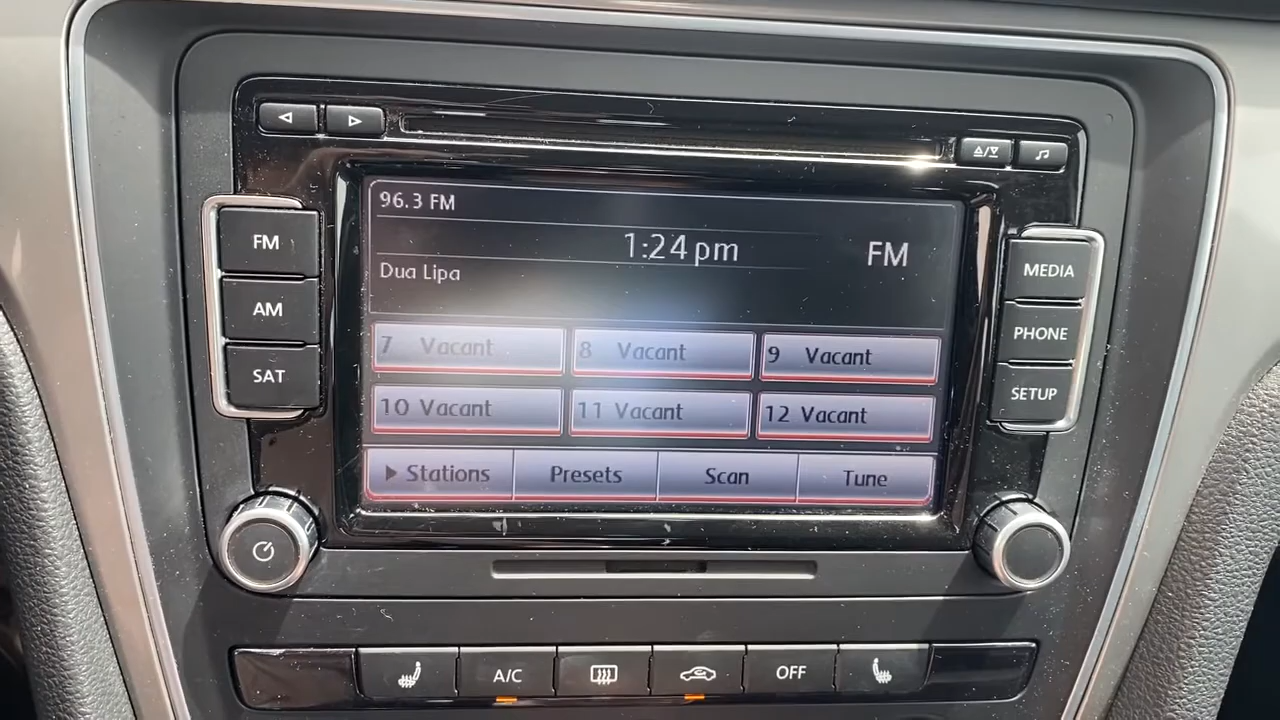 96.3 FM
1:24 pm
FM
Dua Lipa
7 Vacant
8 Vacant
9 Vacant
10 Vacant
11 Vacant
12 Vacant
Stations
Presets
Scan
Tune
FM
AM
SAT
MEDIA
PHONE
SETUP
A/C
OFF